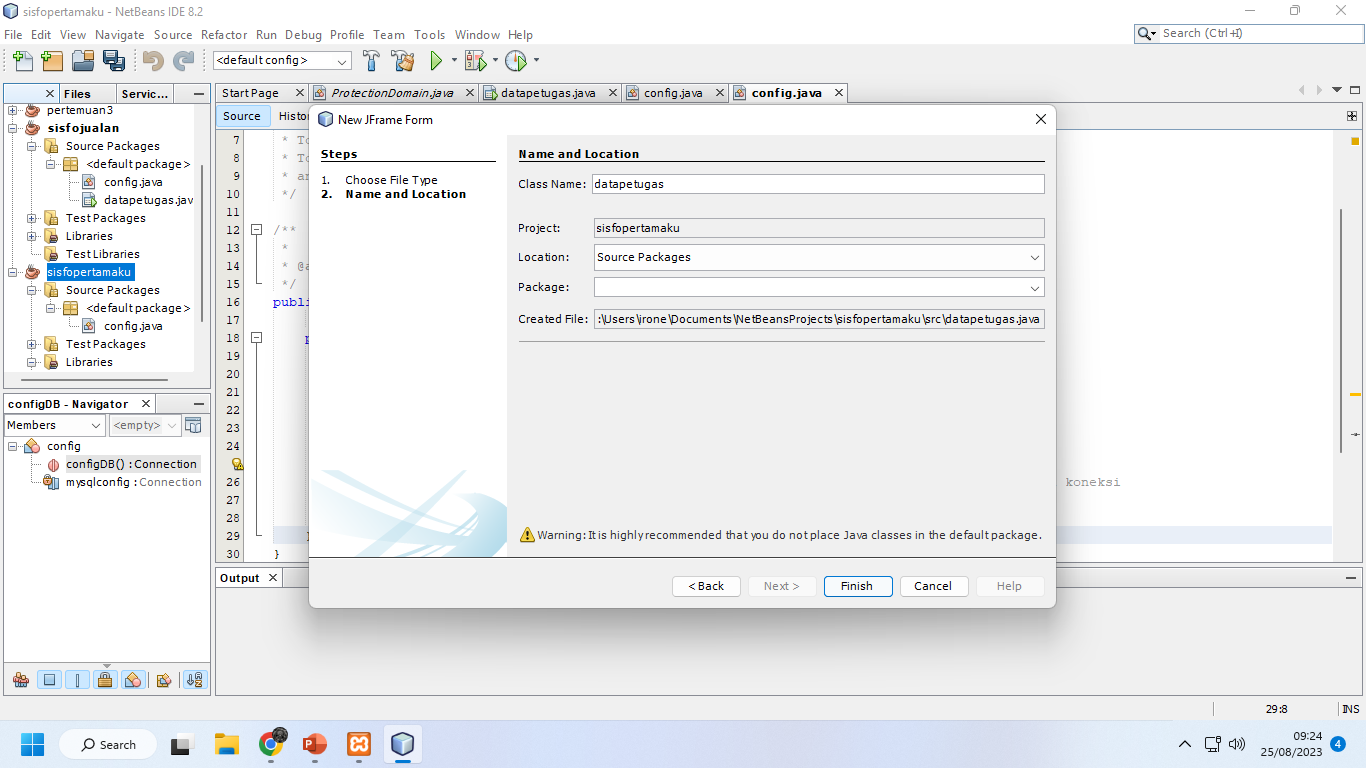 sisfopertamaku - NetBeans IDE 8.2
File Edit View Navigate Source Refactor Run Debug Profile Team Tools Window Help
Search (Ctrl+I)
<default config>
Files
Servic...
Start Page
ProtectionDomain.java
datapetugas.java
config.java
config.java
pertemuan3
sisfojualan
Source Packages
<default package>
config.java
datapetugas.jav
Test Packages
Libraries
Test Libraries
sisfopertamaku
Source Packages
<default package>
config.java
Test Packages
Libraries
configDB - Navigator
Members
<empty>
config
configDB() : Connection
mysqlconfig : Connection
Source
Histor
7 * To
8 * To
9 * an
10 */
11
12 /**
13 *
14 * @a
15 */
16 publi
17
18 p
19
20
21
22
23
24
26 koneksi
27
28
29
30 }
New JFrame Form
Steps
1. Choose File Type
2. Name and Location
Name and Location
Class Name: datapetugas
Project: sisfopertamaku
Location: Source Packages
Package:
Created File: :\Users\irone\Documents\NetBeansProjects\sisfopertamaku\src\datapetugas.java
Warning: It is highly recommended that you do not place Java classes in the default package.
< Back
Next >
Finish
Cancel
Help
Output
29:8
INS
Search
09:24
25/08/2023
4